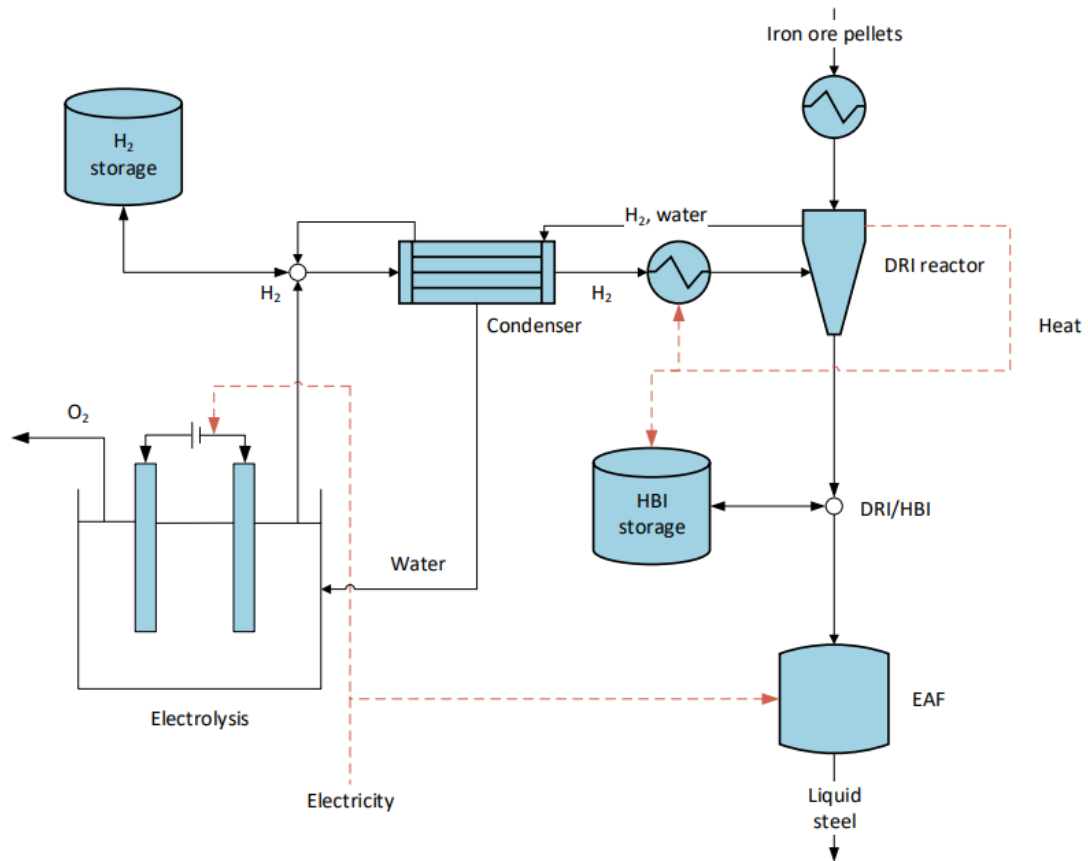 Iron ore pellets
H₂
storage
H₂, water
DRI reactor
H₂
H₂
Condenser
Heat
O₂
HBI
storage
DRI/HBI
Water
EAF
Electrolysis
Electricity
Liquid
steel